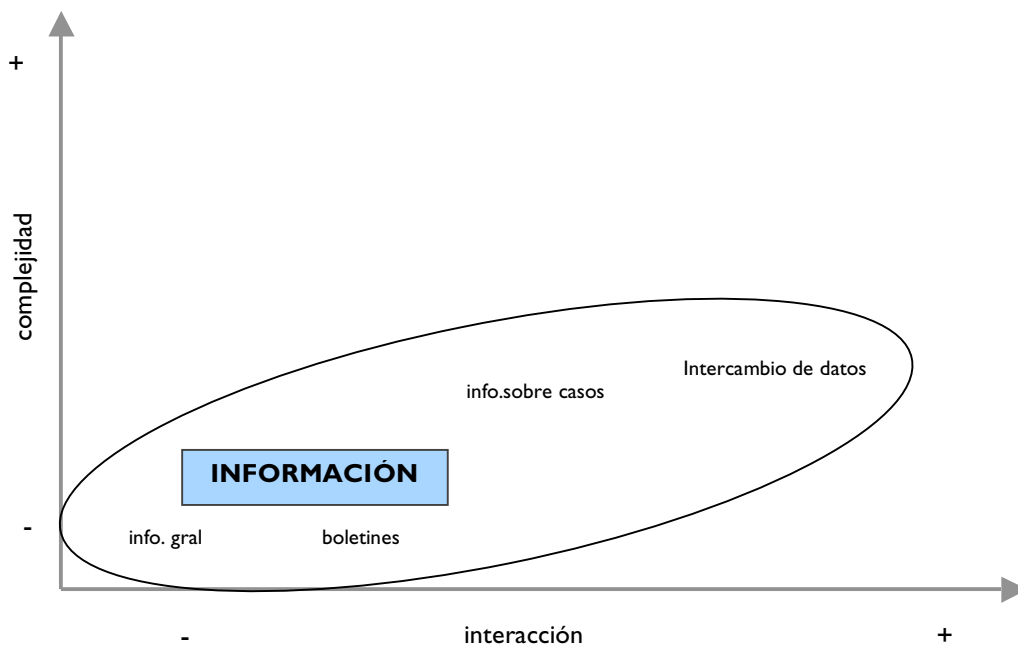 +
complejidad
Intercambio de datos
info.sobre casos
INFORMACIÓN
-
info. gral
boletines
-
interacción
+